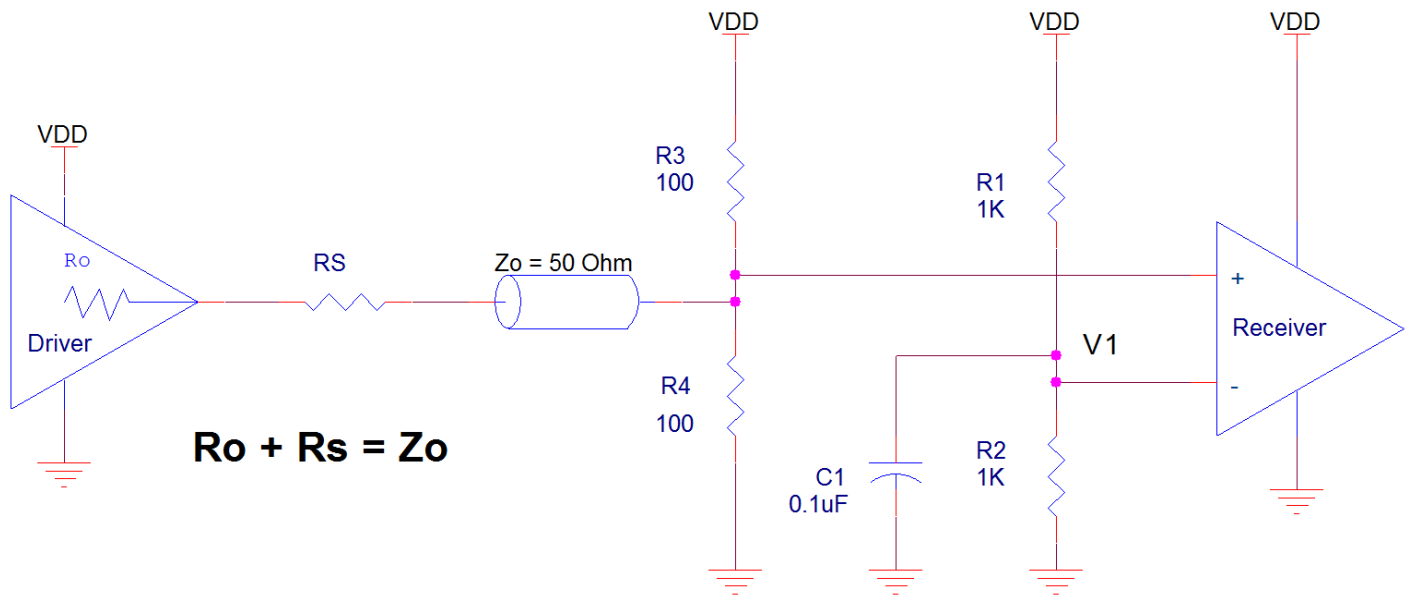 VDD
VDD
VDD
VDD
R3
100
R1
1K
Ro
RS
Zo = 50 Ohm
+
Receiver
Driver
V1
-
R4
100
Ro + Rs = Zo
R2
1K
C1
0.1uF